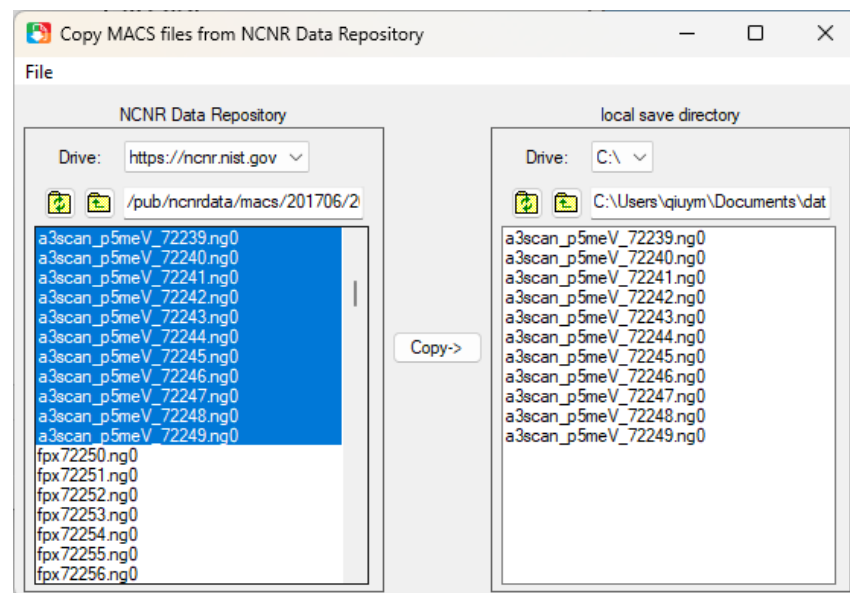 Copy MACS files from NCNR Data Repository
File
NCNR Data Repository
Drive: https://ncnr.nist.gov
/pub/ncnrdata/macs/201706/2
a3scan_p5meV_72239.ng0
a3scan_p5meV_72240.ng0
a3scan_p5meV_72241.ng0
a3scan_p5meV_72242.ng0
a3scan_p5meV_72243.ng0
a3scan_p5meV_72244.ng0
a3scan_p5meV_72245.ng0
a3scan_p5meV_72246.ng0
a3scan_p5meV_72247.ng0
a3scan_p5meV_72248.ng0
a3scan_p5meV_72249.ng0
fpx72250.ng0
fpx72251.ng0
fpx72252.ng0
fpx72253.ng0
fpx72254.ng0
fpx72255.ng0
fpx72256.ng0
Copy->
local save directory
Drive: C:\
C:\Users\qiuym\Documents\dat
a3scan_p5meV_72239.ng0
a3scan_p5meV_72240.ng0
a3scan_p5meV_72241.ng0
a3scan_p5meV_72242.ng0
a3scan_p5meV_72243.ng0
a3scan_p5meV_72244.ng0
a3scan_p5meV_72245.ng0
a3scan_p5meV_72246.ng0
a3scan_p5meV_72247.ng0
a3scan_p5meV_72248.ng0
a3scan_p5meV_72249.ng0